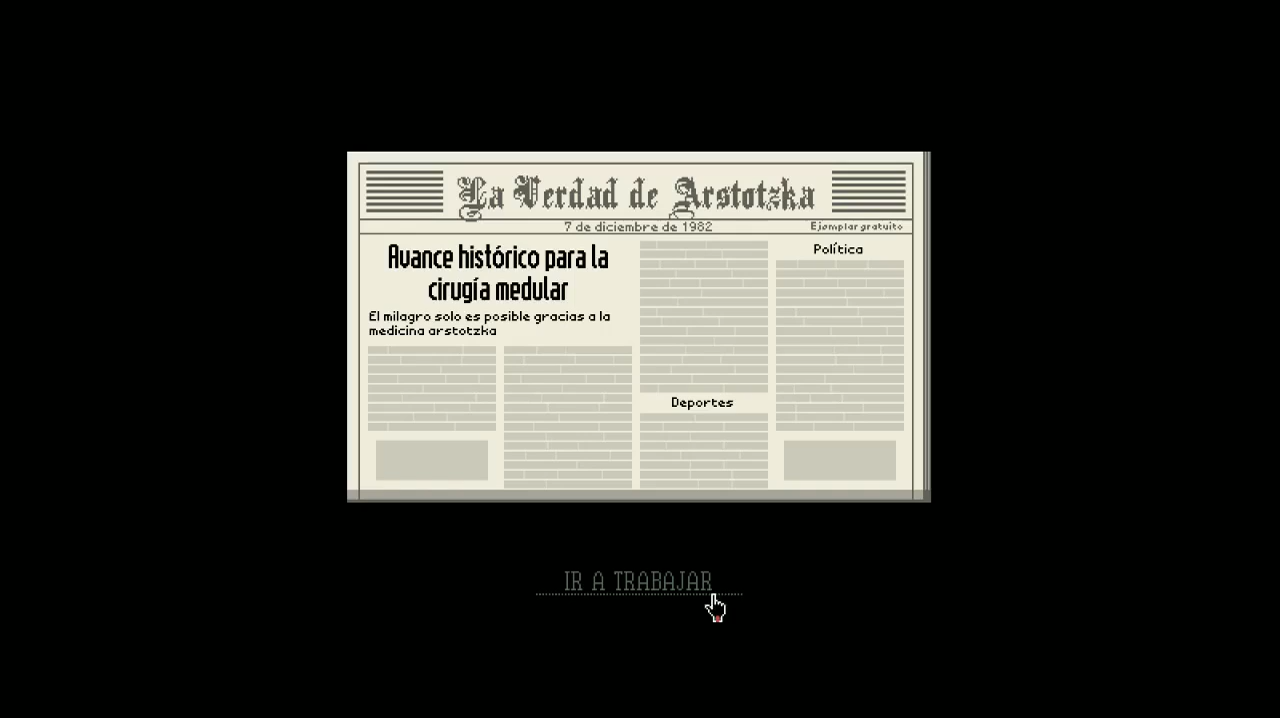 La Verdad de Arstotzka
7 de diciembre de 1982
Ejemplar gratuito
Avance histórico para la
cirugía medular
El milagro solo es posible gracias a la
medicina arstotzka
Deportes
Política
IR A TRABAJAR